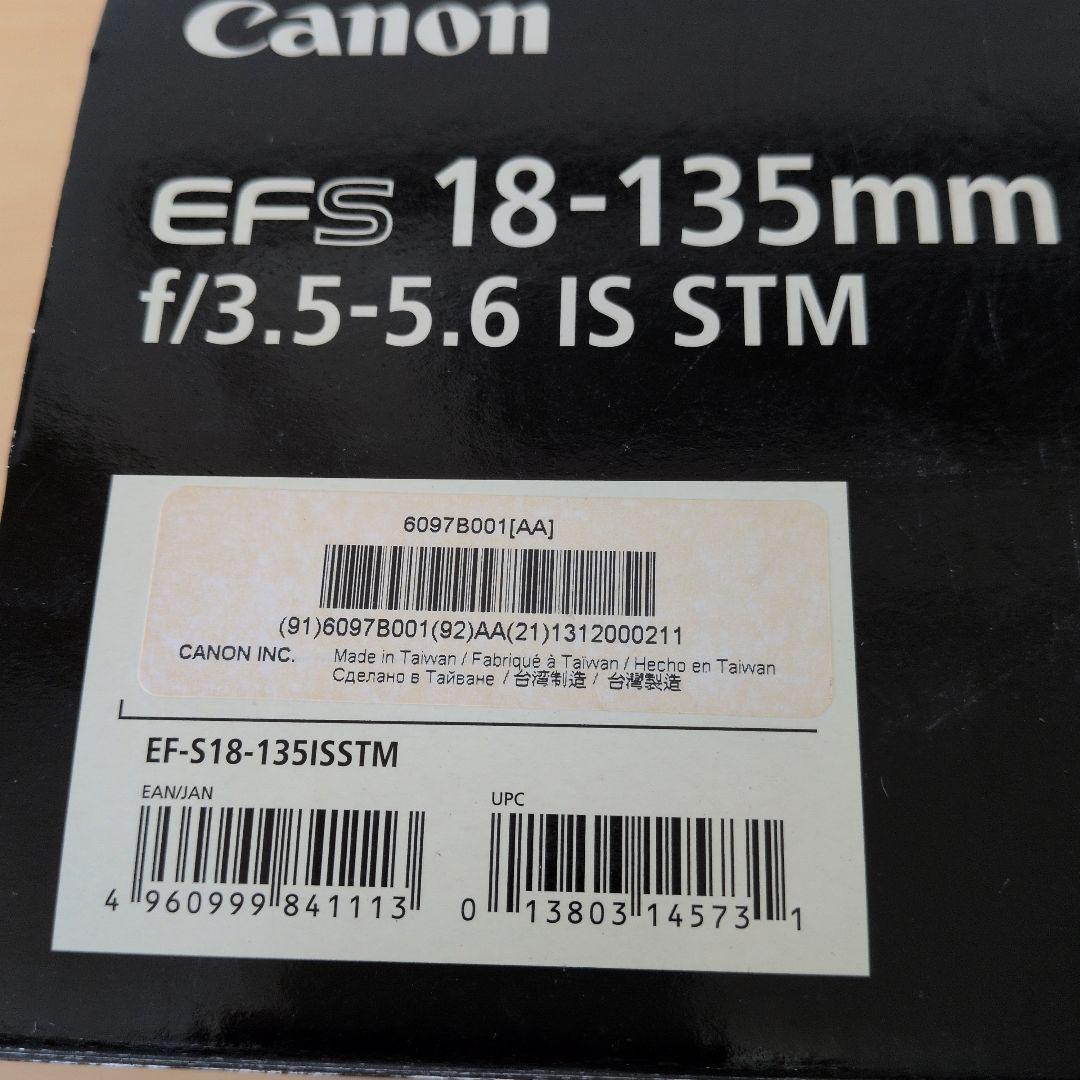 Canon
EFS 18-135mm
f/3.5-5.6 IS STM
6097B001[AA]
(91)6097B001(92)AA(21)1312000211
CANON INC. Made in Taiwan / Fabriqué à Taïwan / Hecho en Taiwan
Сделано в Тайване / 台湾制造 / 台灣製造
EF-S18-135ISSTM
EAN/JAN
4 960999 841113
UPC
0 13803 14573 1